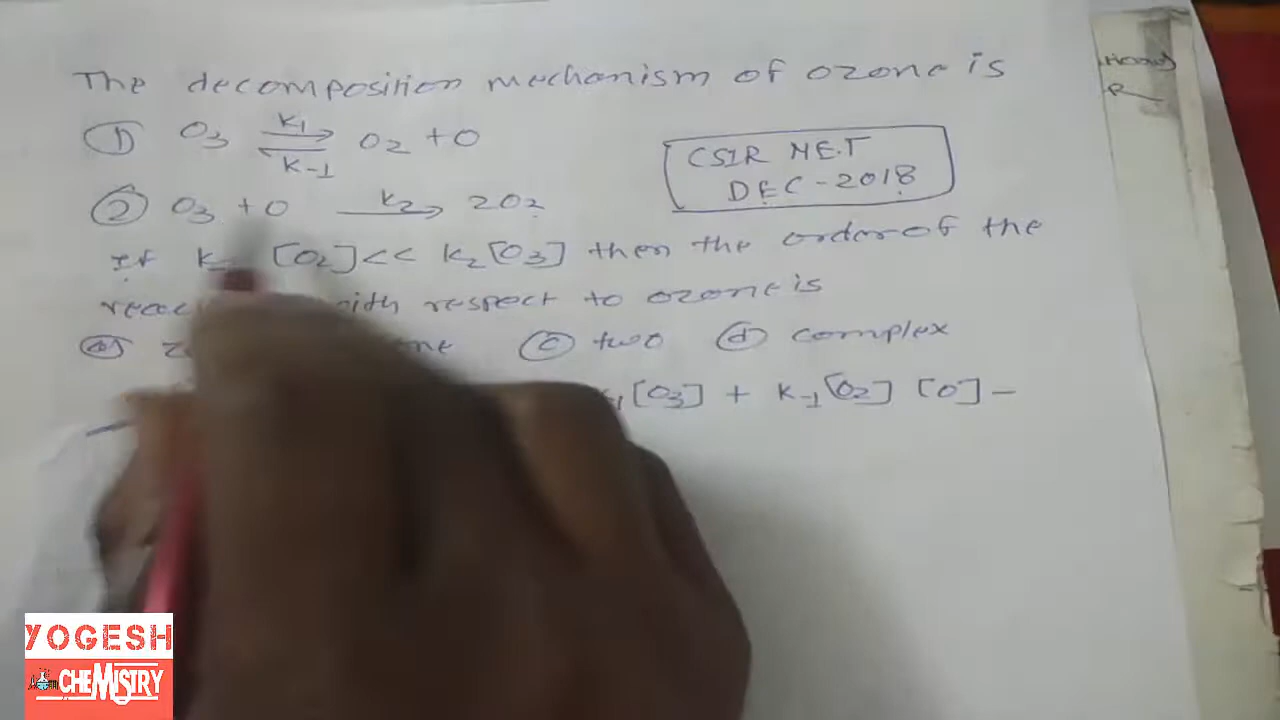 The decomposition mechanism of ozone is
① O3 ⇌ O2 + O
K1
K-1
② O3 + O ⟶ 2O2
K2
CSIR NET
DEC-2018
If K [O2] << K2 [O3] then the order of the
with respect to ozone is
ⓒ two ⓓ complex
[O3] + K-1 [O2] [O] -
YOGESH
CHEMISTRY